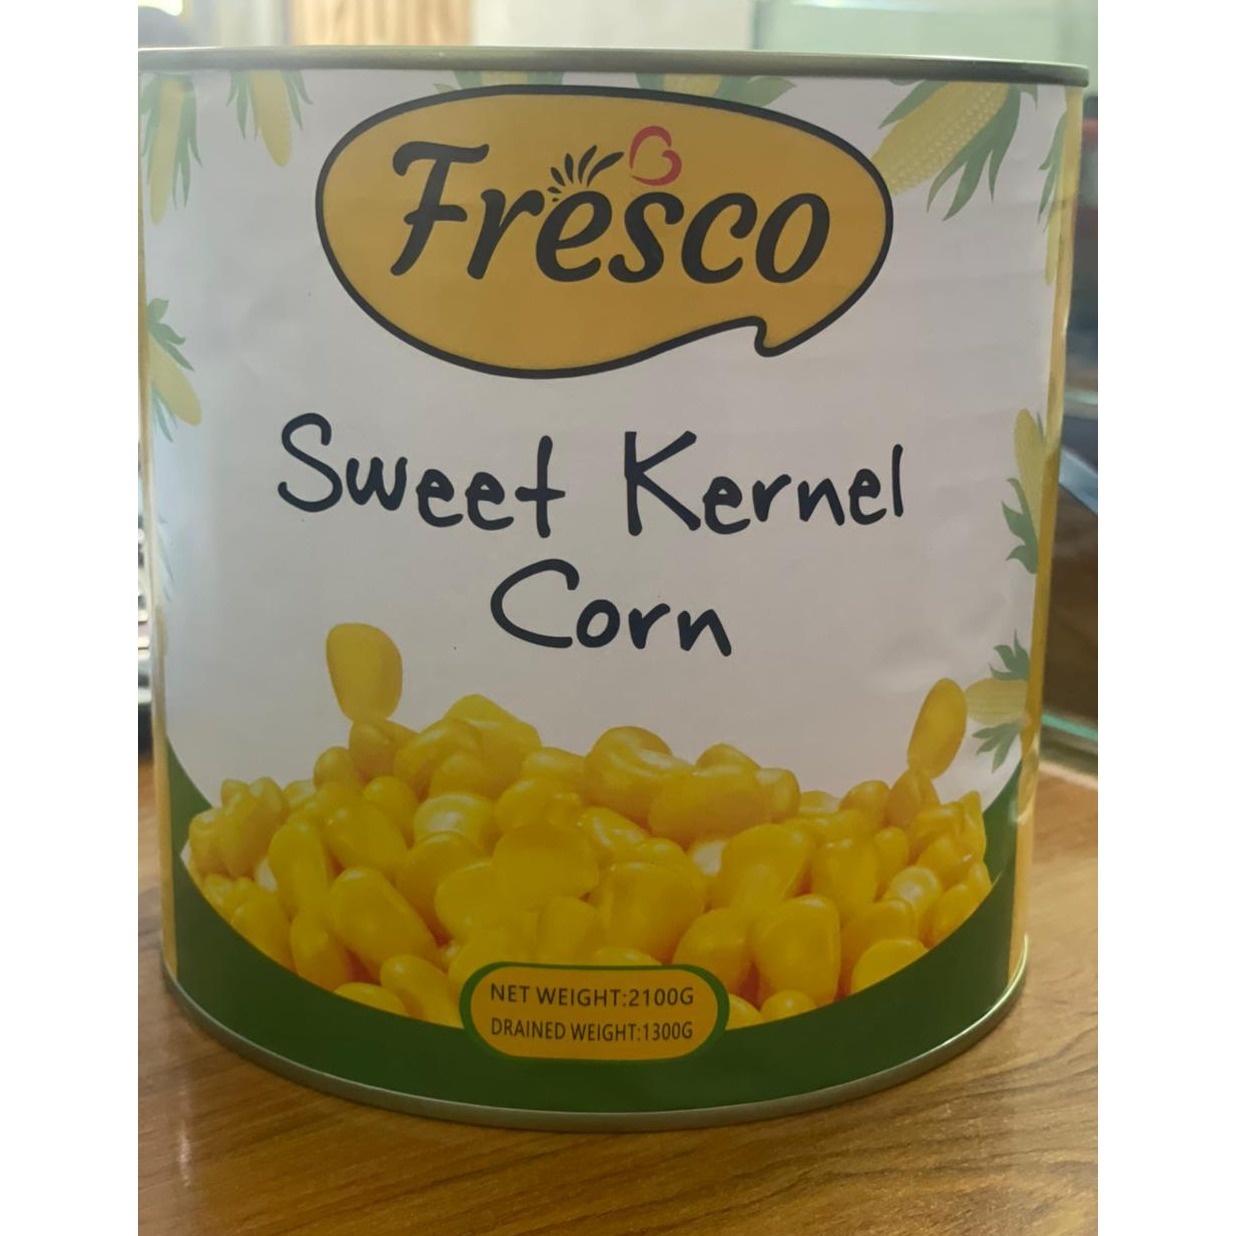 Fresco
Sweet Kernel
Corn
NET WEIGHT:2100G
DRAINED WEIGHT:1300G